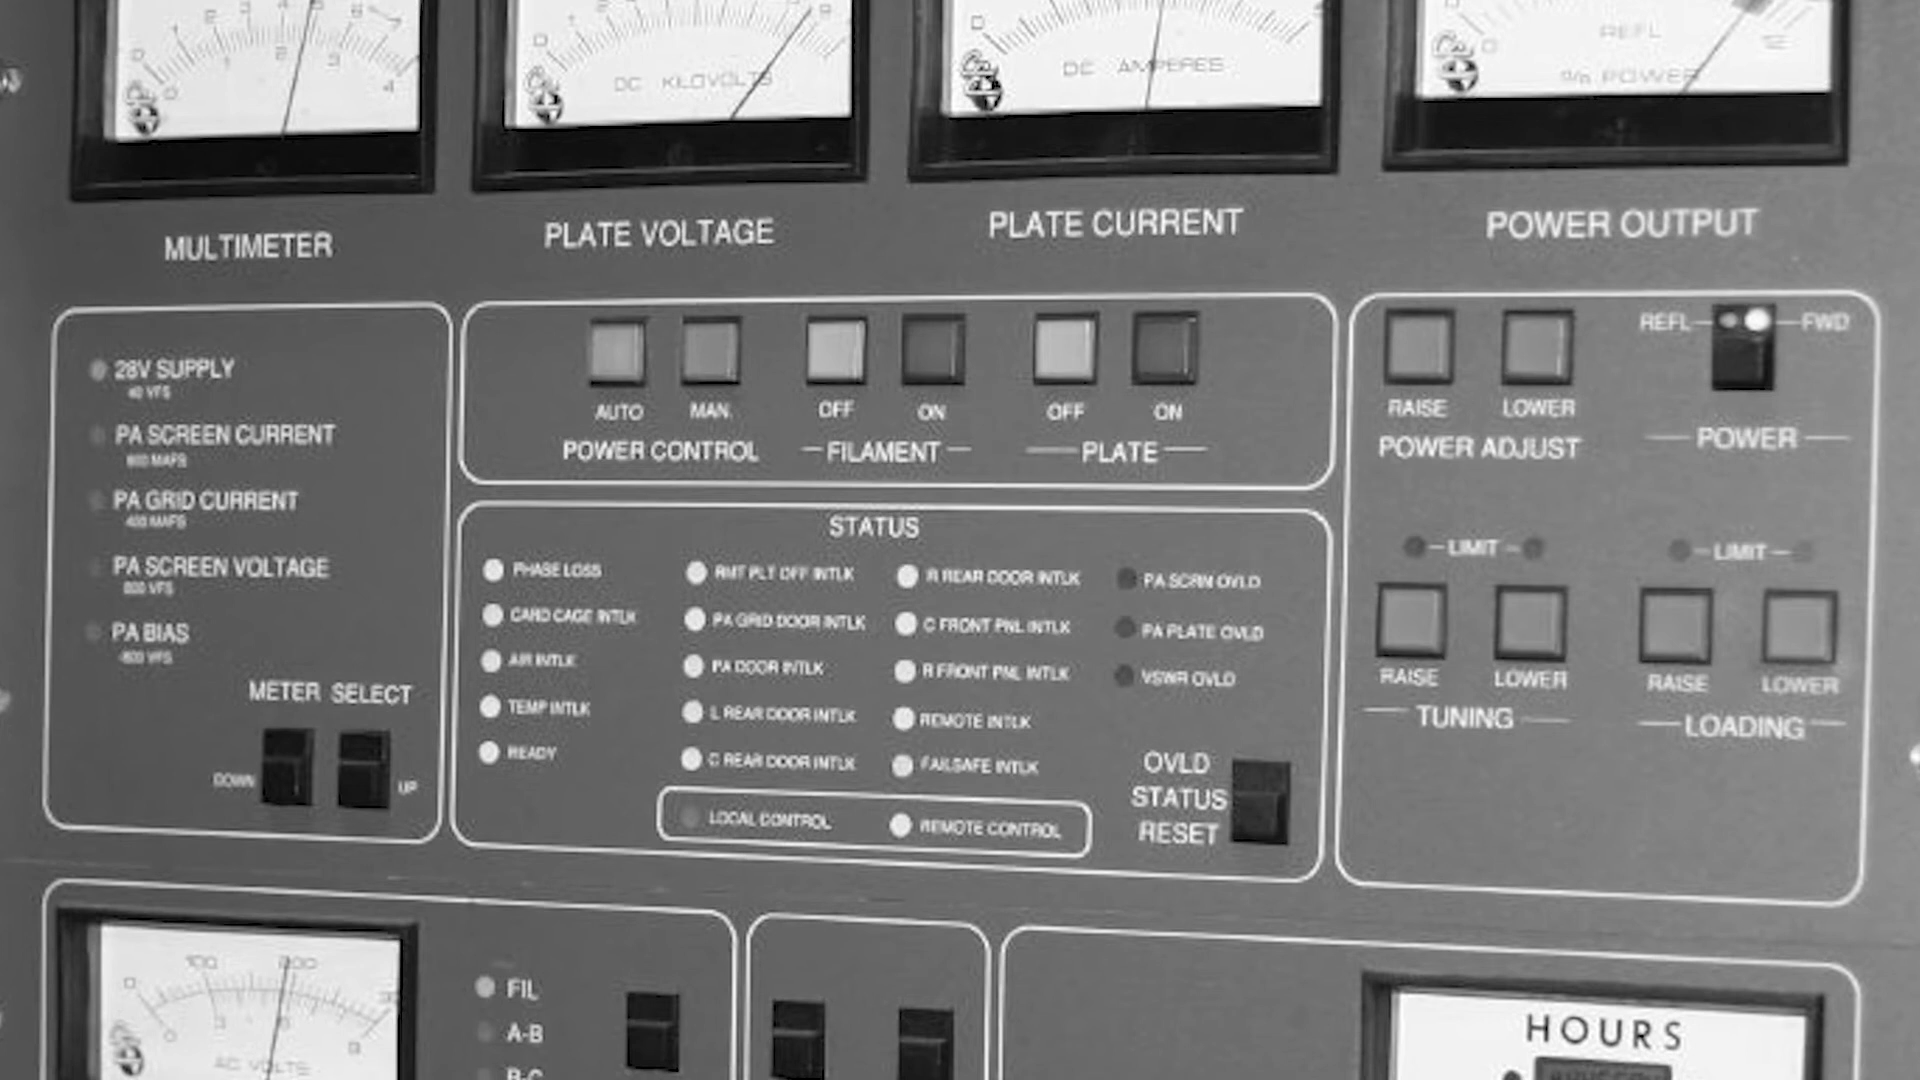 DC KILOVOLTS
DC AMPERES
REFL
% POWER
MULTIMETER
PLATE VOLTAGE
PLATE CURRENT
POWER OUTPUT
28V SUPPLY
40 VFS
PA SCREEN CURRENT
PA GRID CURRENT
400 MAFS
PA SCREEN VOLTAGE
800 VFS
PA BIAS
METER SELECT
DOWN
UP
AUTO MAN. OFF ON OFF ON
POWER CONTROL FILAMENT PLATE
REFL FWD
RAISE LOWER
POWER ADJUST POWER
STATUS
PHASE LOSS
CARD CAGE INTLK
AIR INTLK
TEMP INTLK
READY
RMT PLT OFF INTLK
PA GRID DOOR INTLK
PA DOOR INTLK
L REAR DOOR INTLK
C REAR DOOR INTLK
R REAR DOOR INTLK
C FRONT PNL INTLK
R FRONT PNL INTLK
REMOTE INTLK
FAILSAFE INTLK
PA SCRN OVLD
PA PLATE OVLD
VSWR OVLD
LOCAL CONTROL REMOTE CONTROL
OVLD
STATUS
RESET
LIMIT LIMIT
RAISE LOWER RAISE LOWER
TUNING LOADING
100 200
AC VOLTS
FIL
A-B
B-C
HOURS